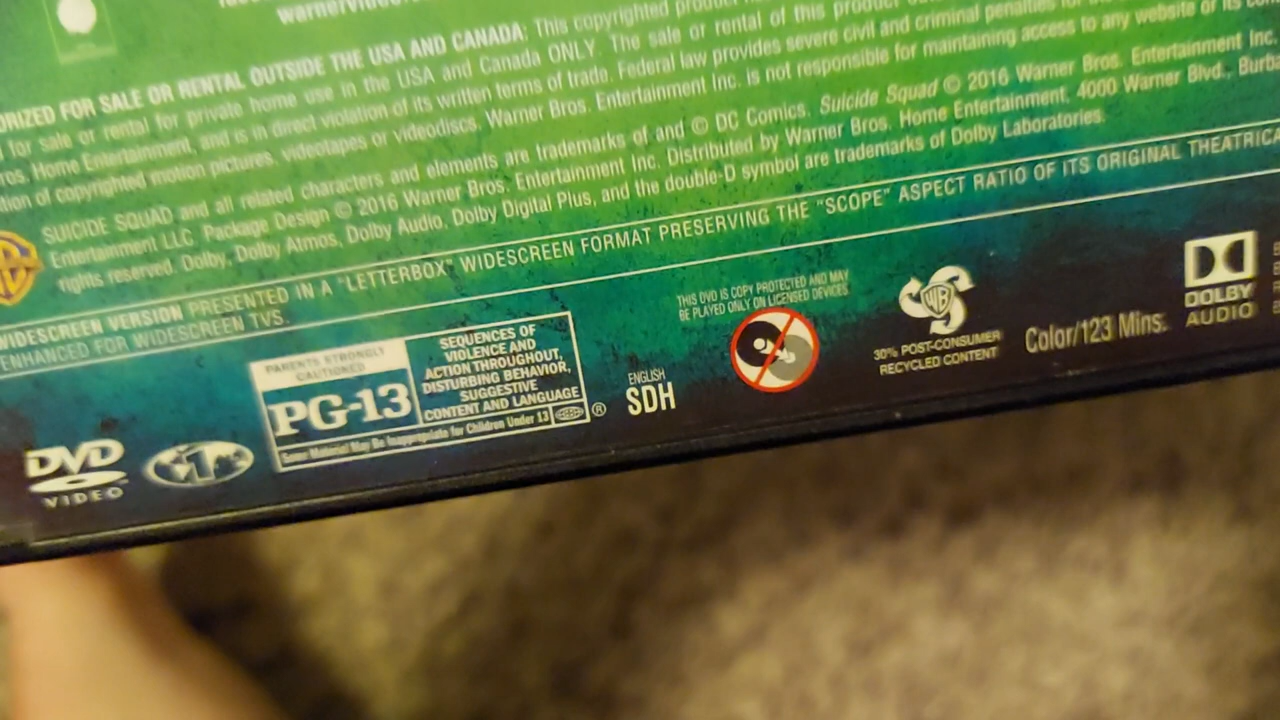 warnervideo.
ORIZED FOR SALE OR RENTAL OUTSIDE THE USA AND CANADA: This copyrighted product
for sale or rental for private home use in the USA and Canada ONLY. The sale or rental of this product
ros. Home Entertainment, and is in direct violation of its written terms of trade. Federal law provides severe civil and criminal penalties for
tion of copyrighted motion pictures, videotapes or videodiscs. Warner Bros. Entertainment Inc. is not responsible for maintaining access to any website or its
SUICIDE SQUAD and all related characters and elements are trademarks of and © DC Comics. Suicide Squad © 2016 Warner Bros. Entertainment Inc.
Entertainment LLC. Package Design © 2016 Warner Bros. Entertainment Inc. Distributed by Warner Bros. Home Entertainment, 4000 Warner Blvd., Burba
rights reserved. Dolby, Dolby Atmos, Dolby Audio, Dolby Digital Plus, and the double-D symbol are trademarks of Dolby Laboratories.
WB
WIDESCREEN VERSION PRESENTED IN A "LETTERBOX" WIDESCREEN FORMAT PRESERVING THE "SCOPE" ASPECT RATIO OF ITS ORIGINAL THEATRICA
ENHANCED FOR WIDESCREEN TVS.
DVD
VIDEO
1
PARENTS STRONGLY
CAUTIONED
PG-13
SEQUENCES OF
VIOLENCE AND
ACTION THROUGHOUT,
DISTURBING BEHAVIOR,
SUGGESTIVE
CONTENT AND LANGUAGE
Some Material May Be Inappropriate for Children Under 13
®
ENGLISH
SDH
THIS DVD IS COPY PROTECTED AND MAY
BE PLAYED ONLY ON LICENSED DEVICES
WB
30% POST-CONSUMER
RECYCLED CONTENT
Color/123 Mins.
DOLBY
AUDIO